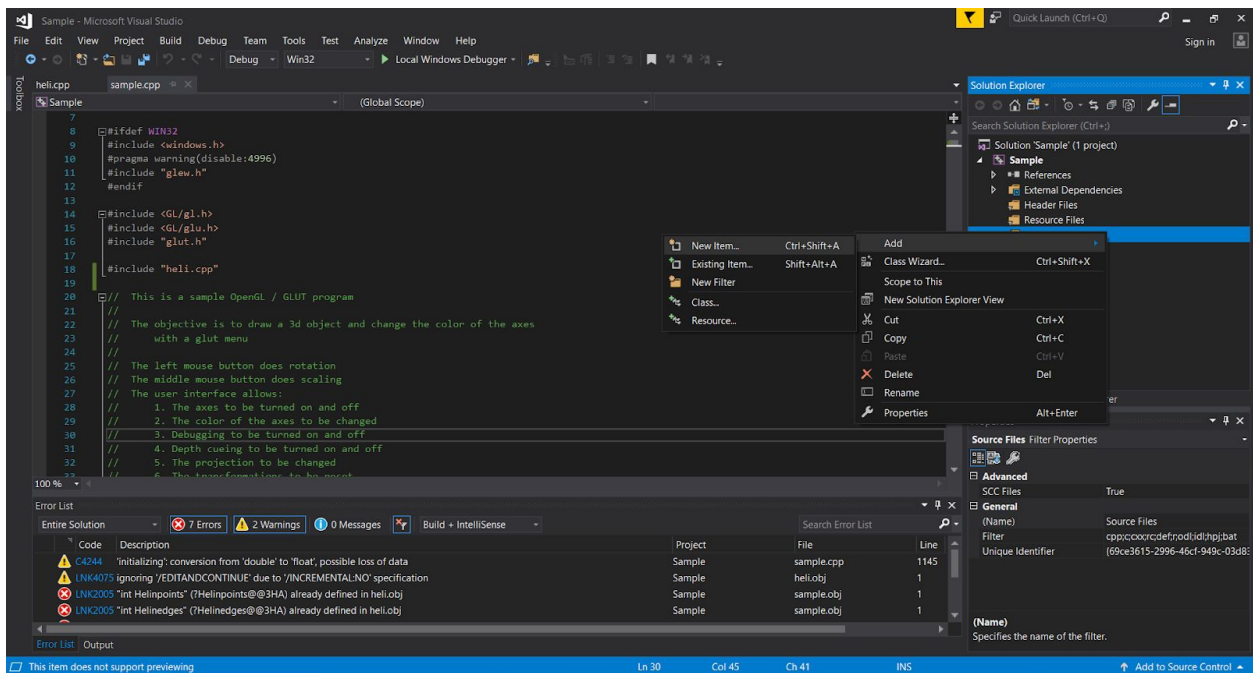 Sample - Microsoft Visual Studio
Quick Launch (Ctrl+Q)
File Edit View Project Build Debug Team Tools Test Analyze Window Help
Sign in
Debug Win32 Local Windows Debugger
Toolbox
heli.cpp sample.cpp
Sample (Global Scope)
7
8 #ifdef WIN32
9 #include <windows.h>
10 #pragma warning(disable:4996)
11 #include "glew.h"
12 #endif
13
14 #include <GL/gl.h>
15 #include <GL/glu.h>
16 #include "glut.h"
17
18 #include "heli.cpp"
19
20 // This is a sample OpenGL / GLUT program
21 //
22 // The objective is to draw a 3d object and change the color of the axes
23 // with a glut menu
24 //
25 // The left mouse button does rotation
26 // The middle mouse button does scaling
27 // The user interface allows:
28 // 1. The axes to be turned on and off
29 // 2. The color of the axes to be changed
30 // 3. Debugging to be turned on and off
31 // 4. Depth cueing to be turned on and off
32 // 5. The projection to be changed
33 // 6. The transformations to be reset
100 %
Solution Explorer
Search Solution Explorer (Ctrl+;)
Solution 'Sample' (1 project)
Sample
References
External Dependencies
Header Files
Resource Files
New Item... Ctrl+Shift+A
Existing Item... Shift+Alt+A
New Filter
Class...
Resource...
Add
Class Wizard... Ctrl+Shift+X
Scope to This
New Solution Explorer View
Cut Ctrl+X
Copy Ctrl+C
Paste Ctrl+V
Delete Del
Rename
Properties Alt+Enter
Source Files Filter Properties
Advanced
SCC Files True
General
(Name) Source Files
Filter cpp;c;cxx;rc;def;r;odl;idl;hpj;bat
Unique Identifier {69ce3615-2996-46cf-949c-03d83
(Name)
Specifies the name of the filter.
Error List
Entire Solution 7 Errors 2 Warnings 0 Messages Build + IntelliSense Search Error List
Code Description Project File Line
C4244 'initializing': conversion from 'double' to 'float', possible loss of data Sample sample.cpp 1145
LNK4075 ignoring '/EDITANDCONTINUE' due to '/INCREMENTAL:NO' specification Sample heli.obj 1
LNK2005 "int Helinpoints" (?Helinpoints@@3HA) already defined in heli.obj Sample sample.obj 1
LNK2005 "int Helinedges" (?Helinedges@@3HA) already defined in heli.obj Sample sample.obj 1
Error List Output
This item does not support previewing Ln 30 Col 45 Ch 41 INS Add to Source Control